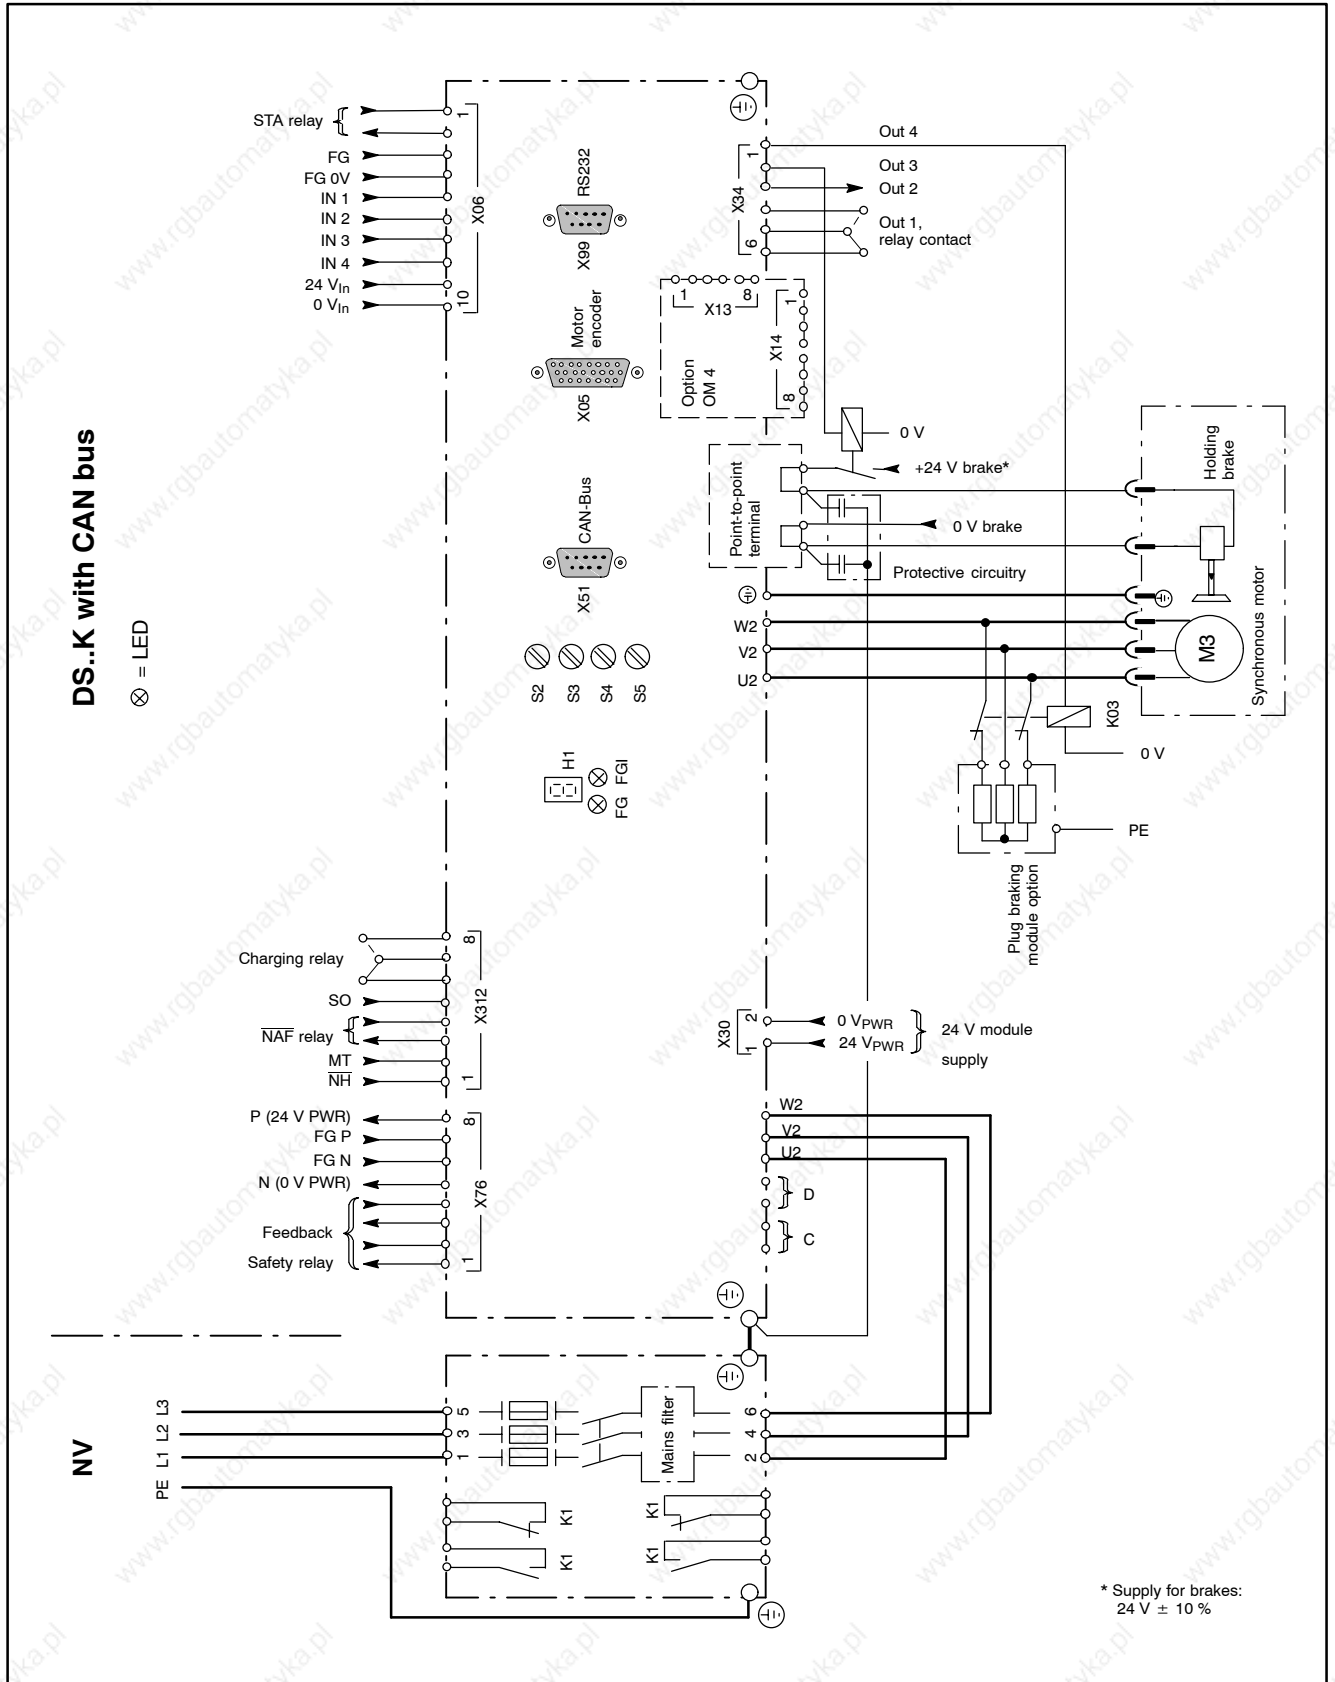 DS..K with CAN bus
⊗ = LED
STA relay
FG
FG 0V
IN 1
IN 2
IN 3
IN 4
24 VIn
0 VIn
1
10
X06
RS232
X99
Motor
encoder
X05
CAN-Bus
X51
S2
S3
S4
S5
H1
FG
FGI
1
6
X34
Out 4
Out 3
Out 2
Out 1,
relay contact
1
8
X13
1
8
X14
Option
OM 4
0 V
+24 V brake*
0 V brake
Point-to-point
terminal
Protective circuitry
W2
V2
U2
Holding
brake
M3
Synchronous motor
K03
0 V
PE
Plug braking
module option
Charging relay
SO
NAF relay
MT
NH
8
1
X312
P (24 V PWR)
FG P
FG N
N (0 V PWR)
Feedback
Safety relay
8
1
X76
X30
2
1
0 VPWR
24 VPWR
24 V module
supply
W2
V2
U2
D
C
NV
L3
L2
L1
PE
5
3
1
Mains filter
6
4
2
K1
K1
K1
K1
* Supply for brakes:
24 V ± 10 %
www.rgbautomatyka.pl